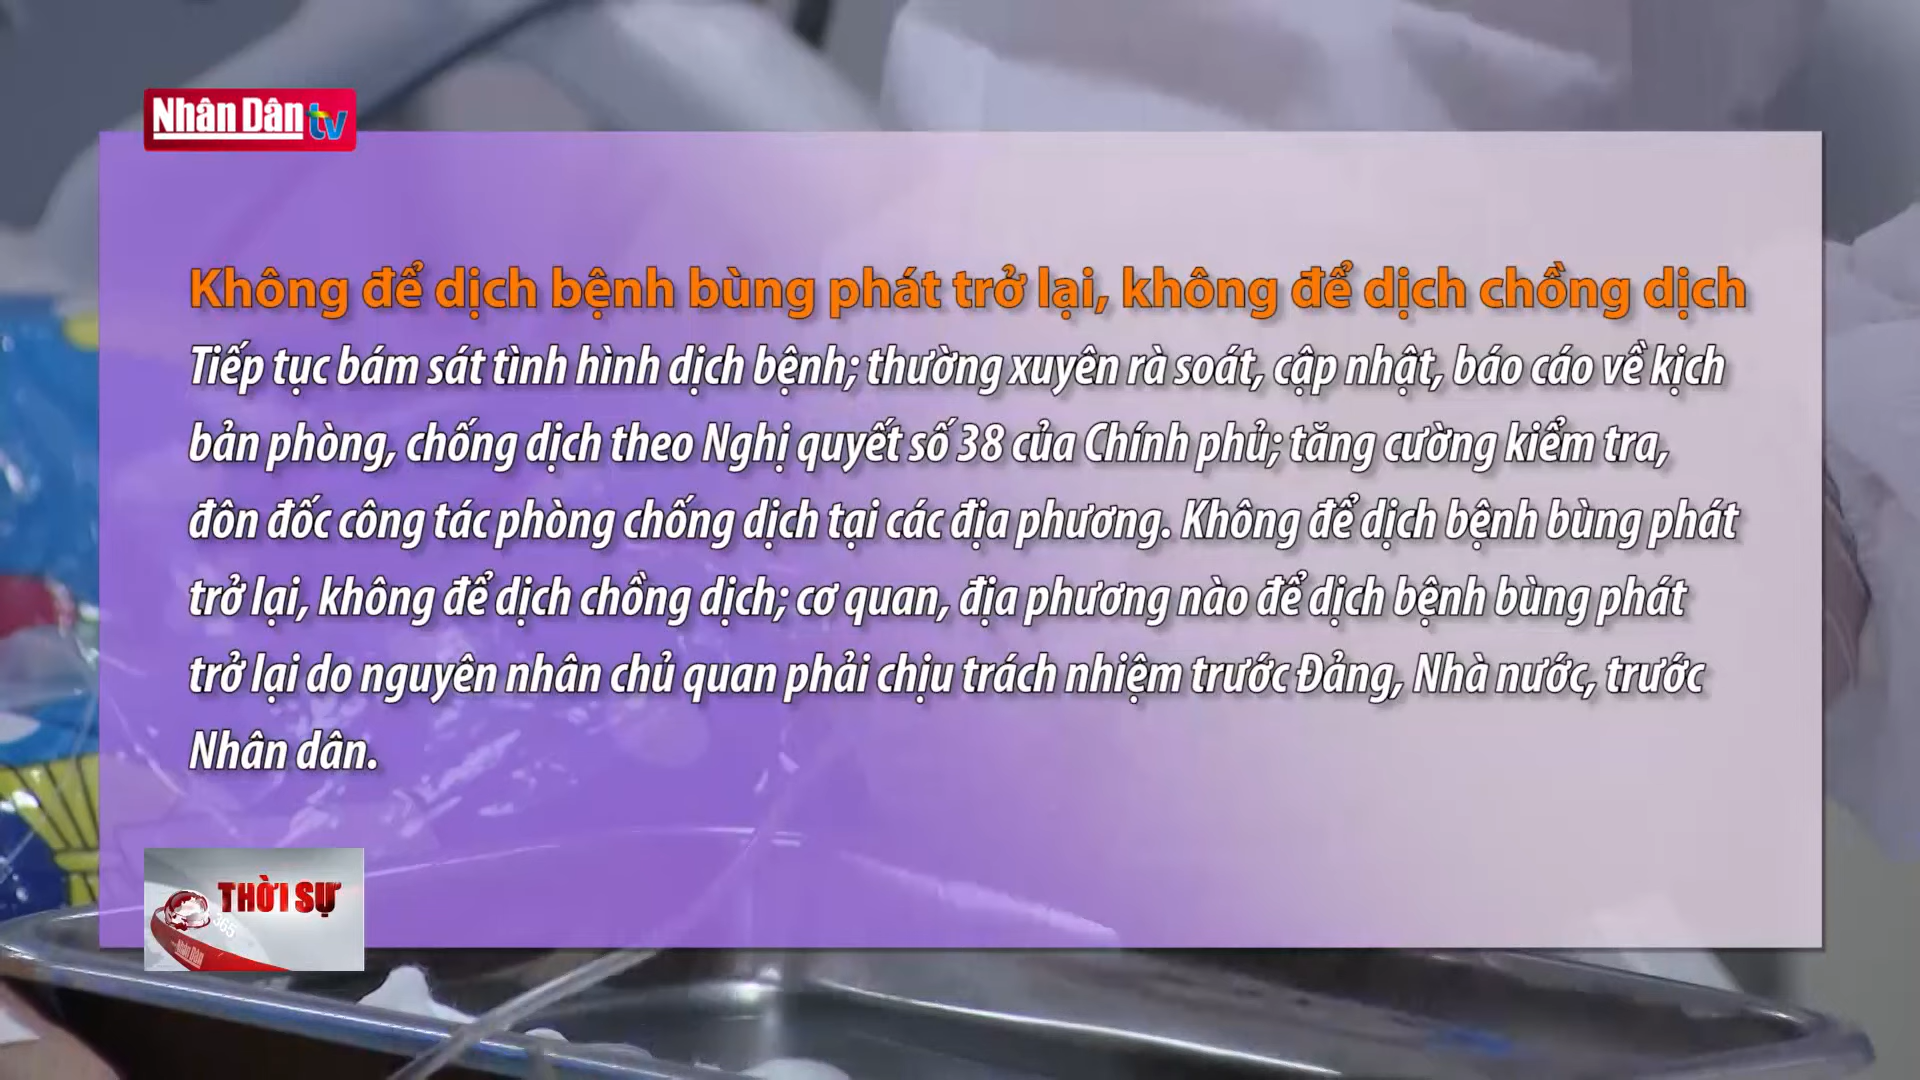 Nhân Dân tv
Không để dịch bệnh bùng phát trở lại, không để dịch chồng dịch
Tiếp tục bám sát tình hình dịch bệnh; thường xuyên rà soát, cập nhật, báo cáo về kịch
bản phòng, chống dịch theo Nghị quyết số 38 của Chính phủ; tăng cường kiểm tra,
đôn đốc công tác phòng chống dịch tại các địa phương. Không để dịch bệnh bùng phát
trở lại, không để dịch chồng dịch; cơ quan, địa phương nào để dịch bệnh bùng phát
trở lại do nguyên nhân chủ quan phải chịu trách nhiệm trước Đảng, Nhà nước, trước
Nhân dân.
THỜI SỰ
365
Nhân Dân